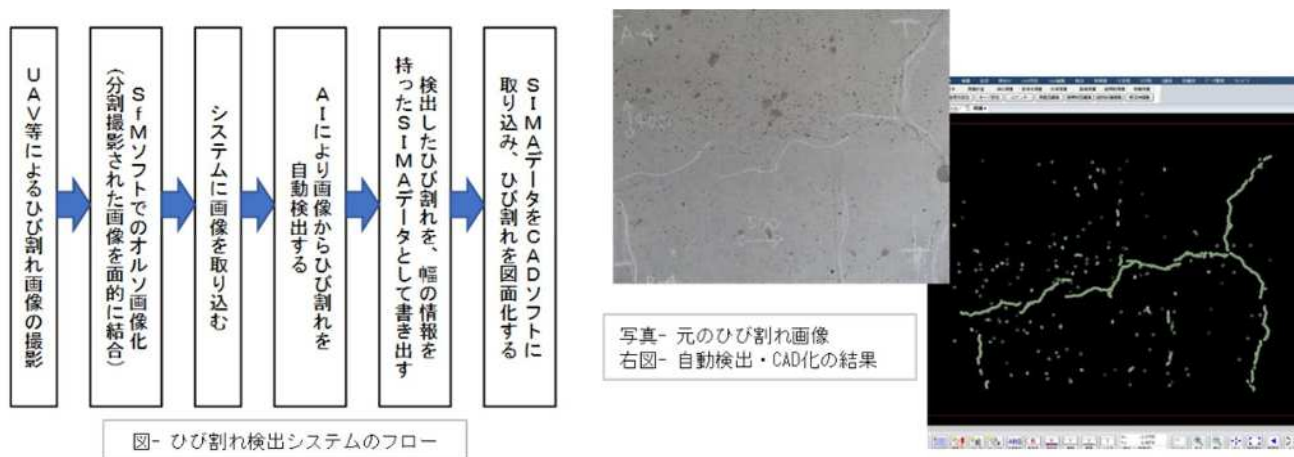 UAV等によるひび割れ画像の撮影
SfMソフトでのオルソ画像化
(分割撮影された画像を面的に結合)
システムに画像を取り込む
AIにより画像からひび割れを
自動検出する
検出したひび割れを、幅の情報を
持ったSIMAデータとして書き出す
SIMAデータをCADソフトに
取り込み、ひび割れを図面化する
図- ひび割れ検出システムのフロー
A-4
写真- 元のひび割れ画像
右図- 自動検出・CAD化の結果